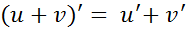 (u + v)′ = u′ + v′